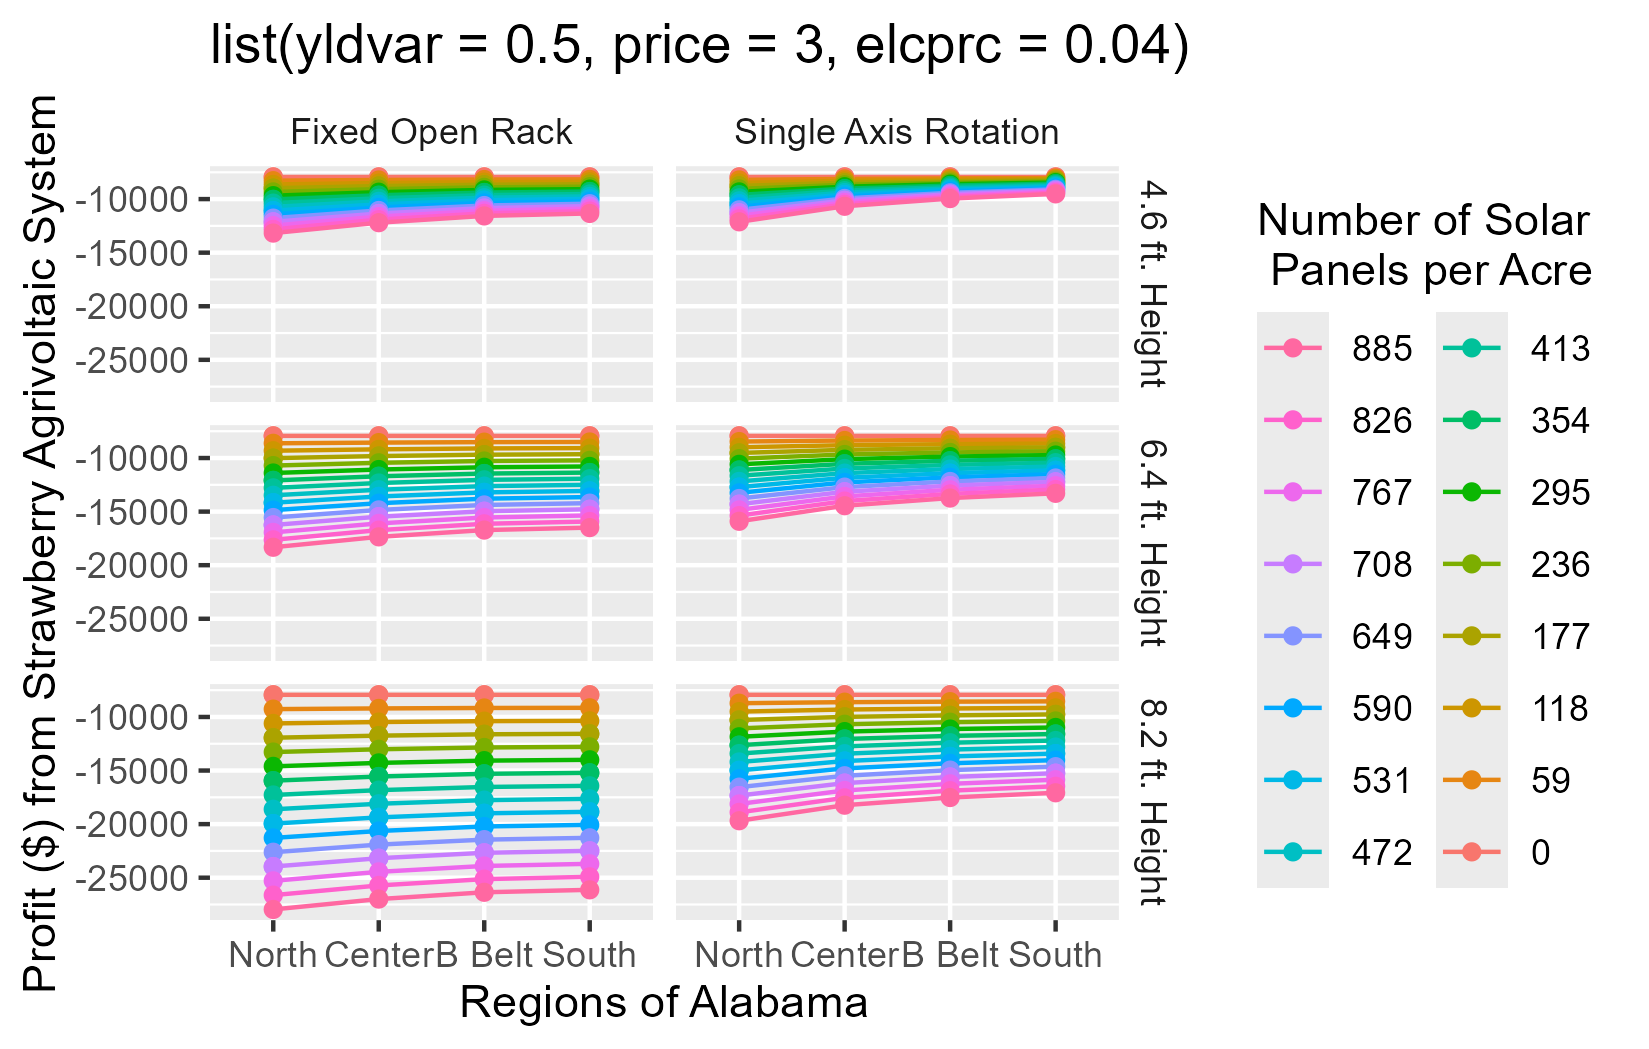 list(yldvar = 0.5, price = 3, elcprc = 0.04)
Profit ($) from Strawberry Agrivoltaic System
Fixed Open Rack
Single Axis Rotation
-10000
-15000
-20000
-25000
4.6 ft. Height
-10000
-15000
-20000
-25000
6.4 ft. Height
-10000
-15000
-20000
-25000
8.2 ft. Height
North Center B Belt South
North Center B Belt South
Regions of Alabama
Number of Solar
Panels per Acre
885 413
826 354
767 295
708 236
649 177
590 118
531 59
472 0